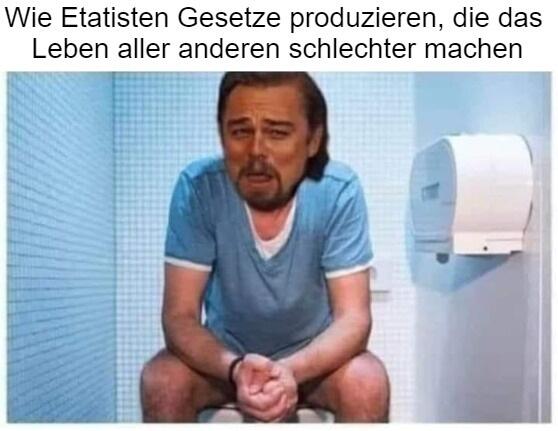 Wie Etatisten Gesetze produzieren, die das
Leben aller anderen schlechter machen